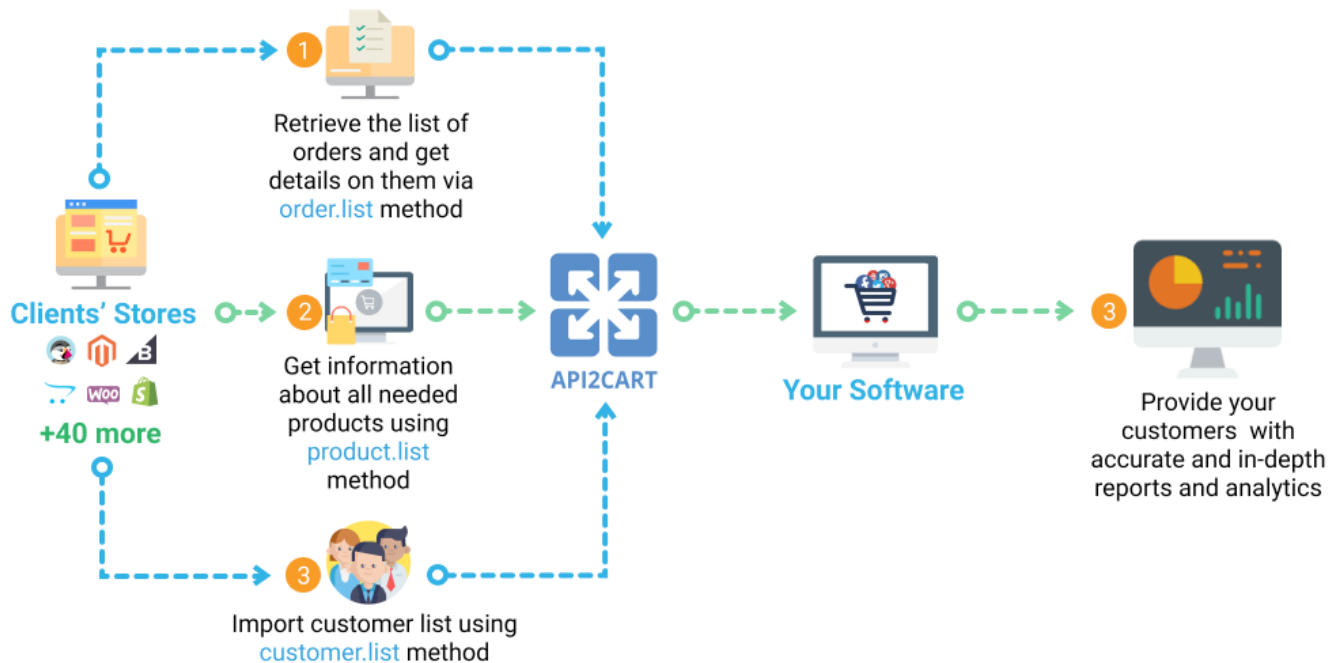 1
Retrieve the list of
orders and get
details on them via
order.list method
Clients’ Stores
B
WOO
S
+40 more
2
Get information
about all needed
products using
product.list
method
3
Import customer list using
customer.list method
API2CART
Your Software
3
Provide your
customers with
accurate and in-depth
reports and analytics